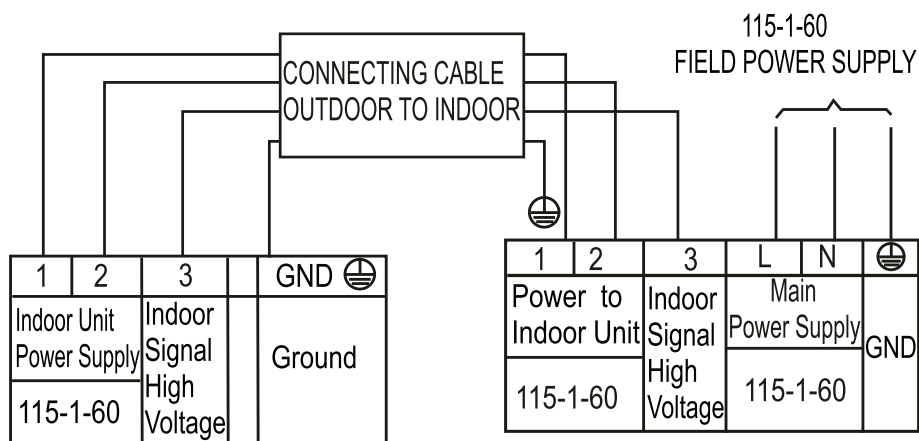 115-1-60
FIELD POWER SUPPLY
CONNECTING CABLE
OUTDOOR TO INDOOR
1 2 3 GND
Indoor Unit
Power Supply
115-1-60
Indoor
Signal
High
Voltage
Ground
1 2 3 L N
Power to
Indoor Unit
115-1-60
Indoor
Signal
High
Voltage
Main
Power Supply
115-1-60
GND